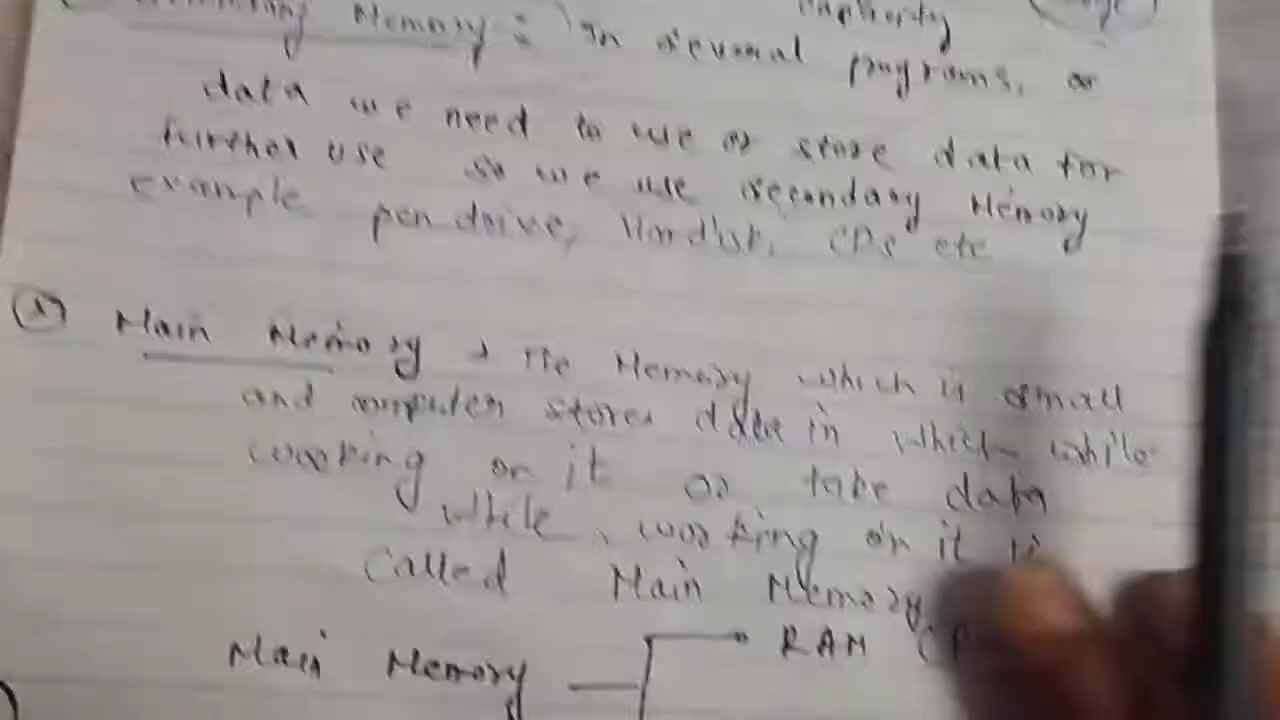 Memory : In several programs, or
data we need to use or store data for
further use so we use secondary Memory
example pen drive, Hardisk, CDs etc
Main Memory → The Memory which is small
and computer stores data in which while
working on it or take data
while working on it is
called Main Memory
Main Memory RAM